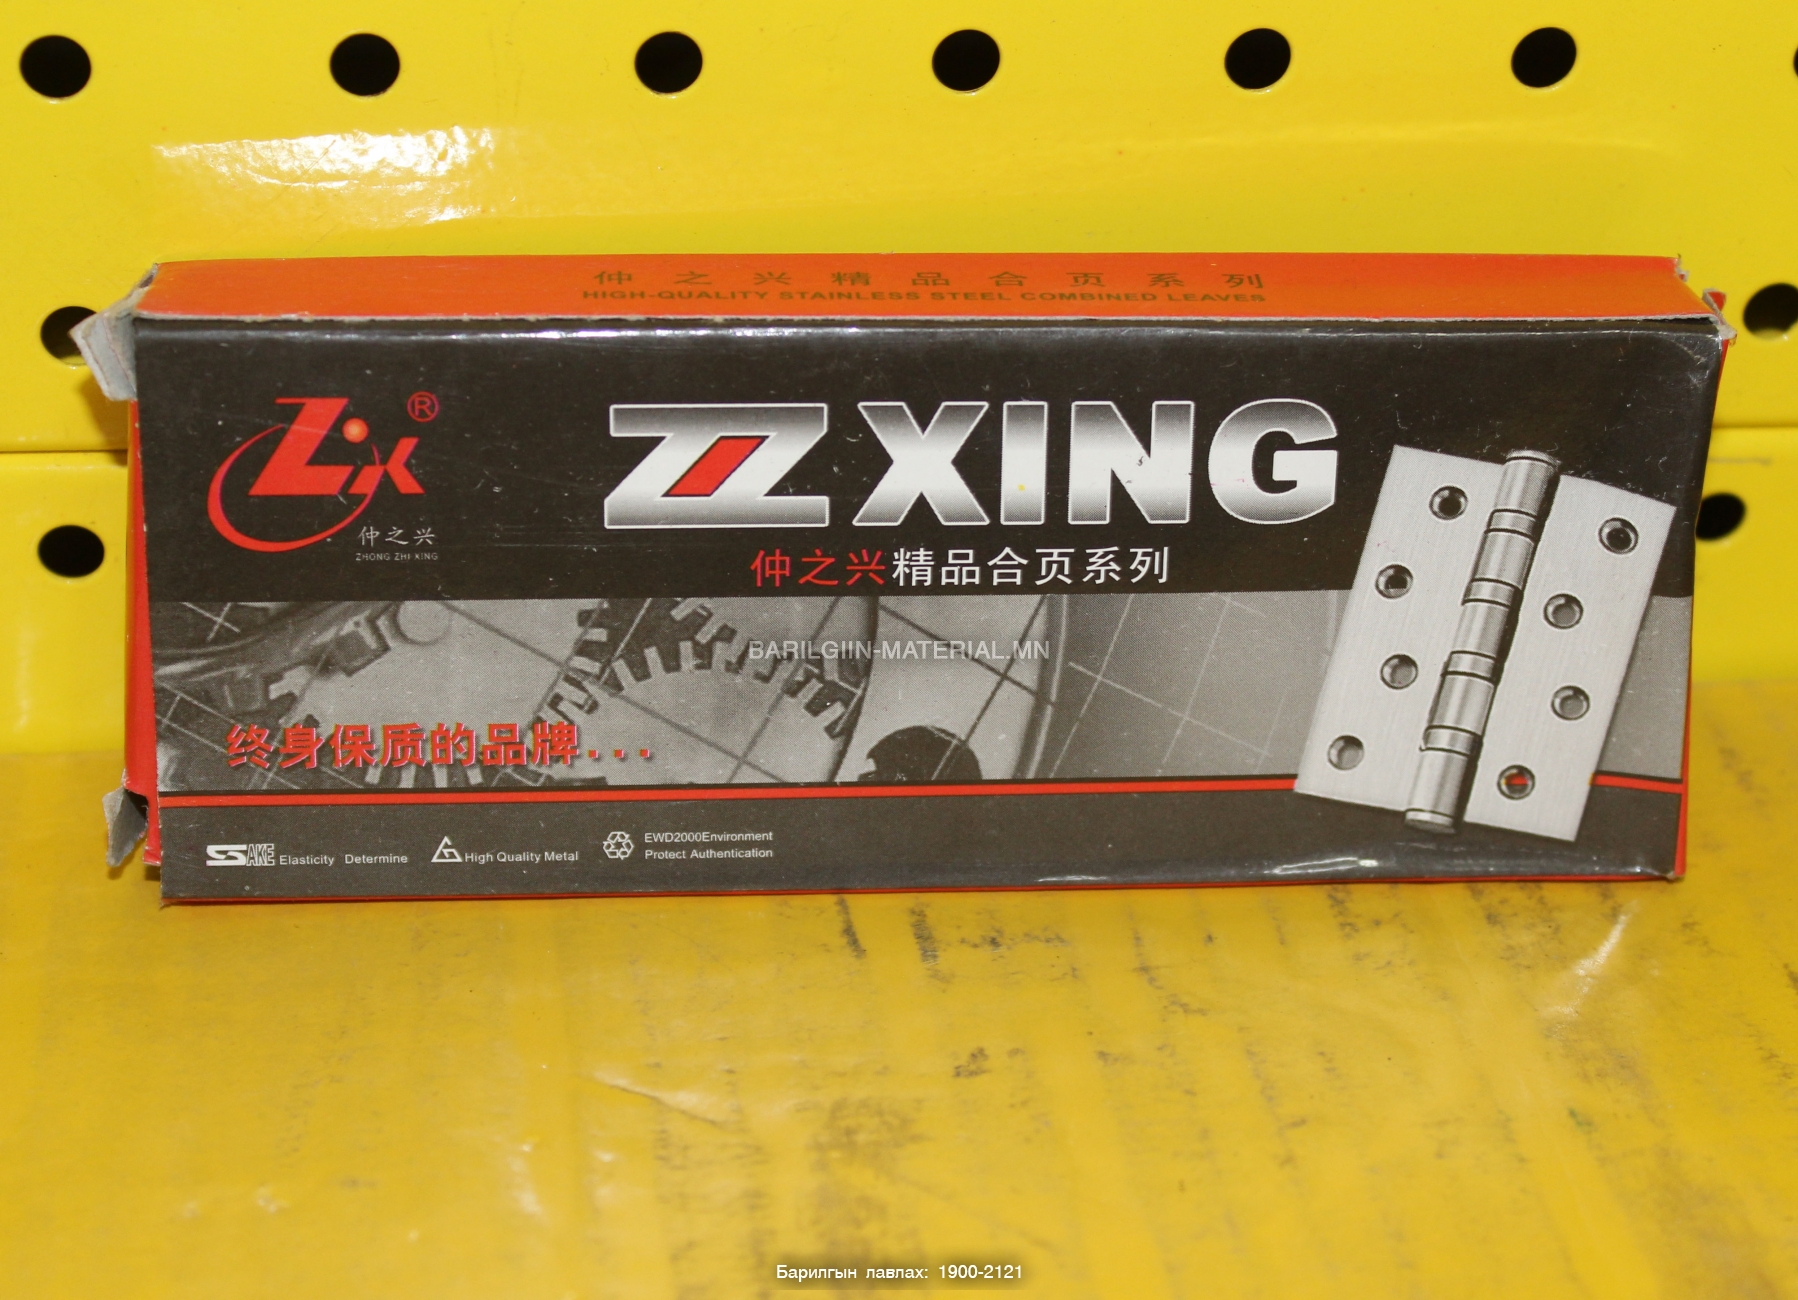 仲之兴精品合页系列
HIGH-QUALITY STAINLESS STEEL COMBINED LEAVES
Zx®
仲之兴
ZHONG ZHI XING
ZZXING
仲之兴精品合页系列
BARILGIIN-MATERIAL.MN
终身保质的品牌...
SAKE Elasticity Determine
High Quality Metal
EWD2000Environment
Protect Authentication
Барилгын лавлах: 1900-2121